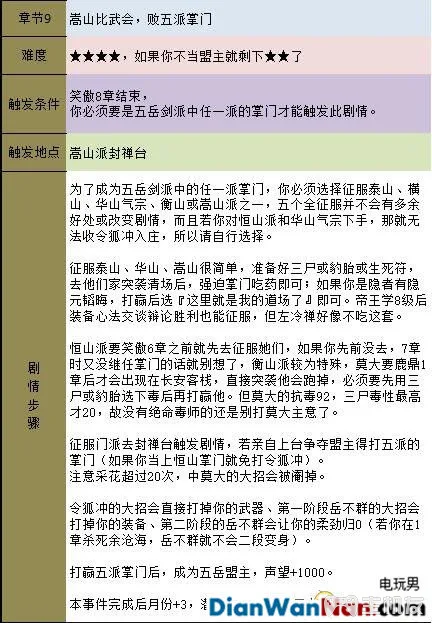 章节9
嵩山比武会，败五派掌门
难度
★★★★，如果你不当盟主就剩下★★了
触发条件
笑傲8章结束，
你必须要是五岳剑派中任一派的掌门才能触发此剧情。
触发地点
嵩山派封禅台
剧情步骤
为了成为五岳剑派中的任一派掌门，你必须选择征服泰山、横
山、华山气宗、衡山或嵩山派之一，五个全征服并不会有多余
好处或改变剧情，而且若你对恒山派和华山气宗下手，那就无
法收令狐冲入庄，所以请自行选择。
征服泰山、华山、嵩山很简单，准备好三尸或豹胎或生死符，
去他们家突袭清场后，强迫掌门吃药即可；如果你是隐者有隐
元韬晦，打赢后选『这里就是我的道场了』即可。帝王学8级后
装备心法交谈辩论胜利也能征服，但左冷禅好像不吃这套。
恒山派要笑傲6章之前就先去征服她们，如果你先前没去，7章
时又没继任掌门的话就别想了，衡山派较为特殊，莫大要鹿鼎1
章后才会出现在长安客栈，直接突袭他会跑掉，必须要先用三
尸或豹胎选下毒后再打赢他。但莫大的抗毒92，三尸毒性最高
才20，故没有绝命毒师的还是别打莫大主意了。
征服门派去封禅台触发剧情，若亲自上台争夺盟主得打五派的
掌门（如果你当上恒山掌门就免打令狐冲）。
注意采花超过20次，中莫大的大招会被阉掉。
令狐冲的大招会直接打掉你的武器、第一阶段岳不群的大招会
打掉你的装备、第二阶段的岳不群会让你的柔劲归0（若你在1
章杀死余沧海，岳不群就不会二段变身）。
打赢五派掌门后，成为五岳盟主，声望+1000。
本事件完成后月份+3，
电玩男
DianWanNan.com